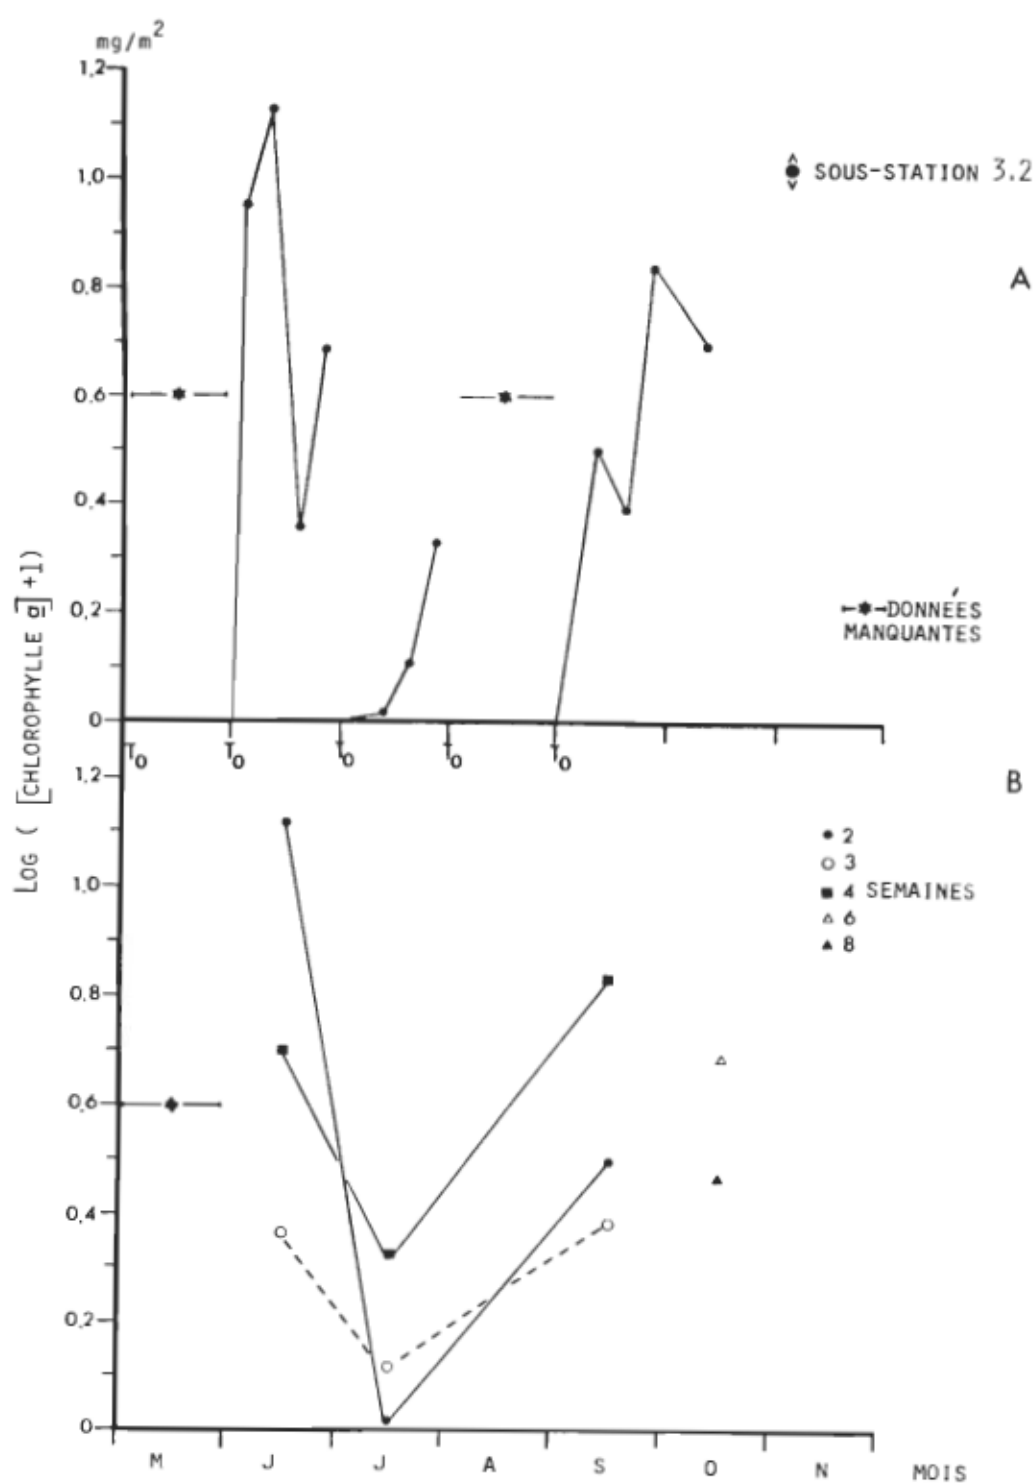 mg/m²
1,2
1,0
SOUS-STATION 3.2
A
0,8
0,6
0,4
0,2
DONNÉES
MANQUANTES
0
T₀ T₀ T₀ T₀ T₀
LOG ( [CHLOROPHYLLE a] +1)
1,2
B
2
3
1,0
4 SEMAINES
6
8
0,8
0,6
0,4
0,2
0
M J J A S O N MOIS